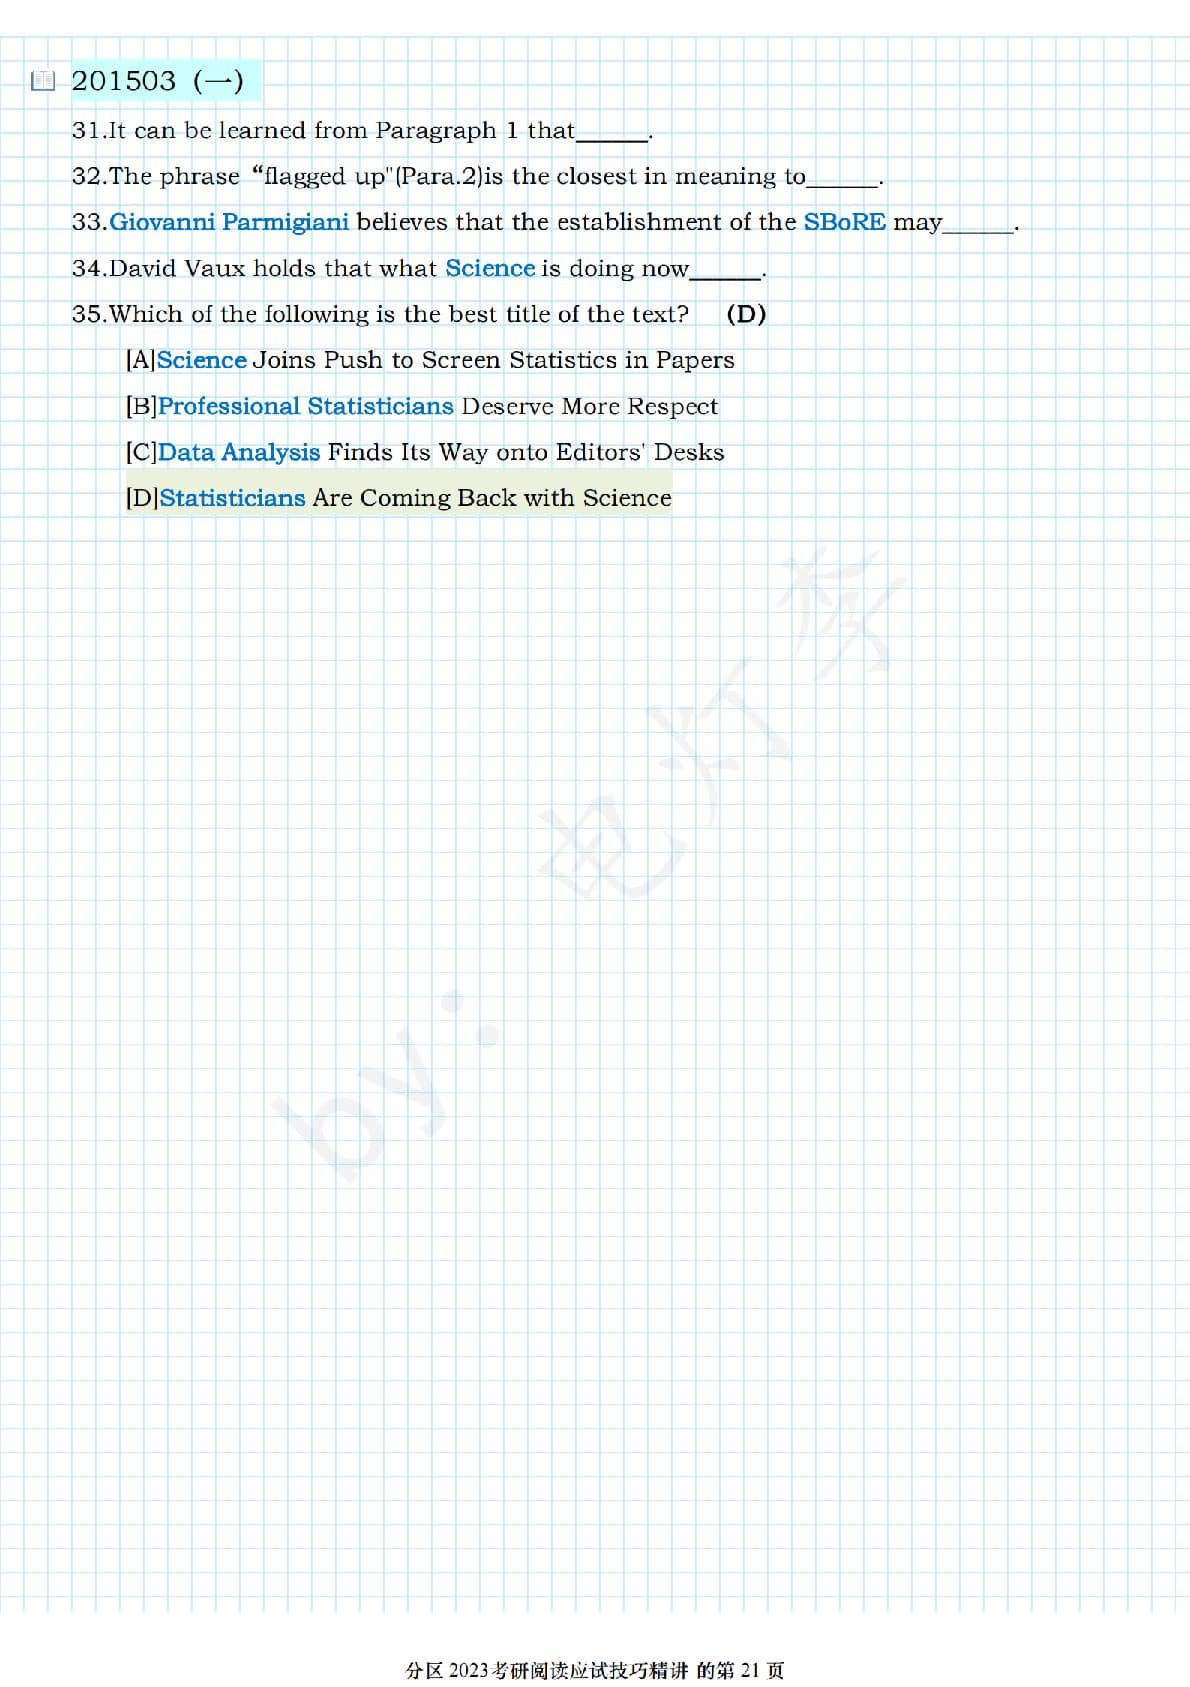 201503（一）
31.It can be learned from Paragraph 1 that______.
32.The phrase “flagged up"(Para.2)is the closest in meaning to______.
33.Giovanni Parmigiani believes that the establishment of the SBoRE may______.
34.David Vaux holds that what Science is doing now______.
35.Which of the following is the best title of the text? (D)
[A]Science Joins Push to Screen Statistics in Papers
[B]Professional Statisticians Deserve More Respect
[C]Data Analysis Finds Its Way onto Editors' Desks
[D]Statisticians Are Coming Back with Science
by：电灯李
分区 2023考研阅读应试技巧精讲 的第 21 页